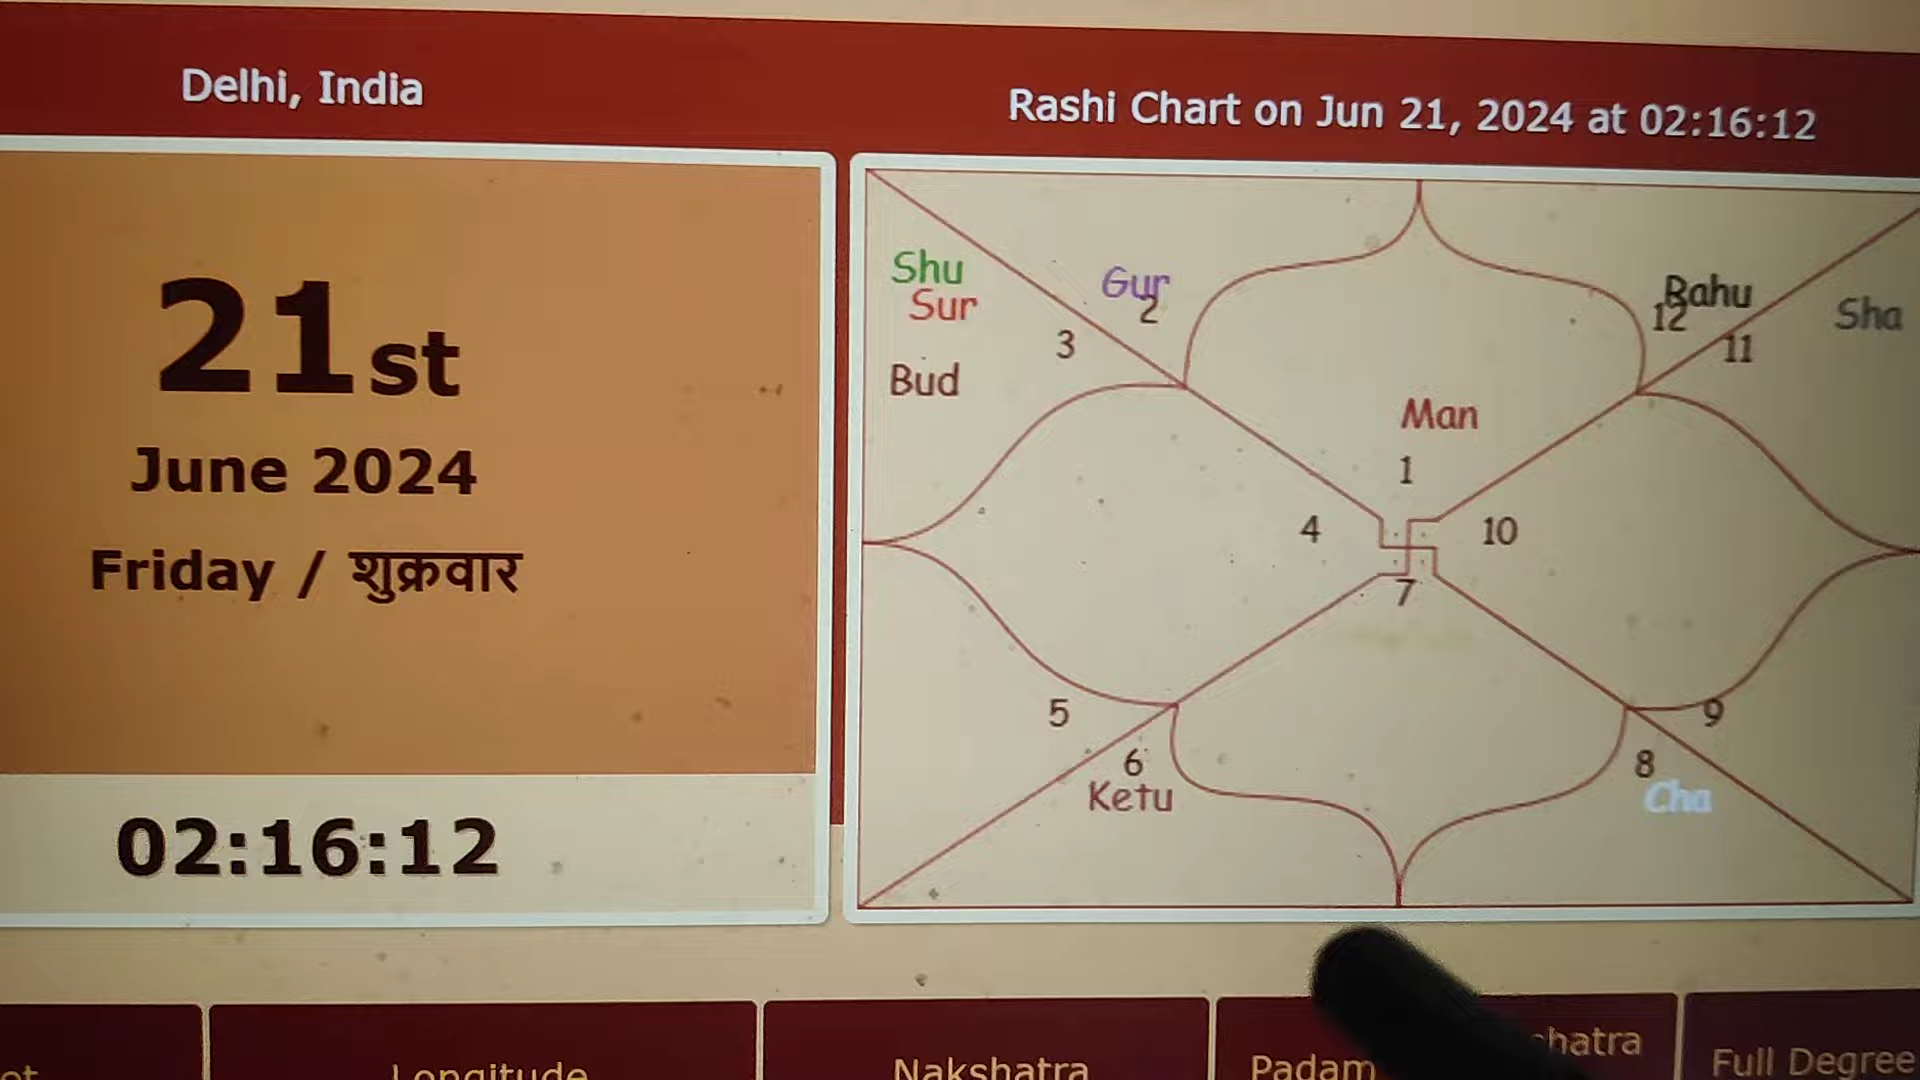 Delhi, India
Rashi Chart on Jun 21, 2024 at 02:16:12
21st
June 2024
Friday / शुक्रवार
02:16:12
Shu
Sur
Bud
3
Gur
2
Man
1
Rahu
12
Sha
11
4
10
7
5
6
Ketu
9
8
Cha
Longitude
Nakshatra
Padam
Full Degree